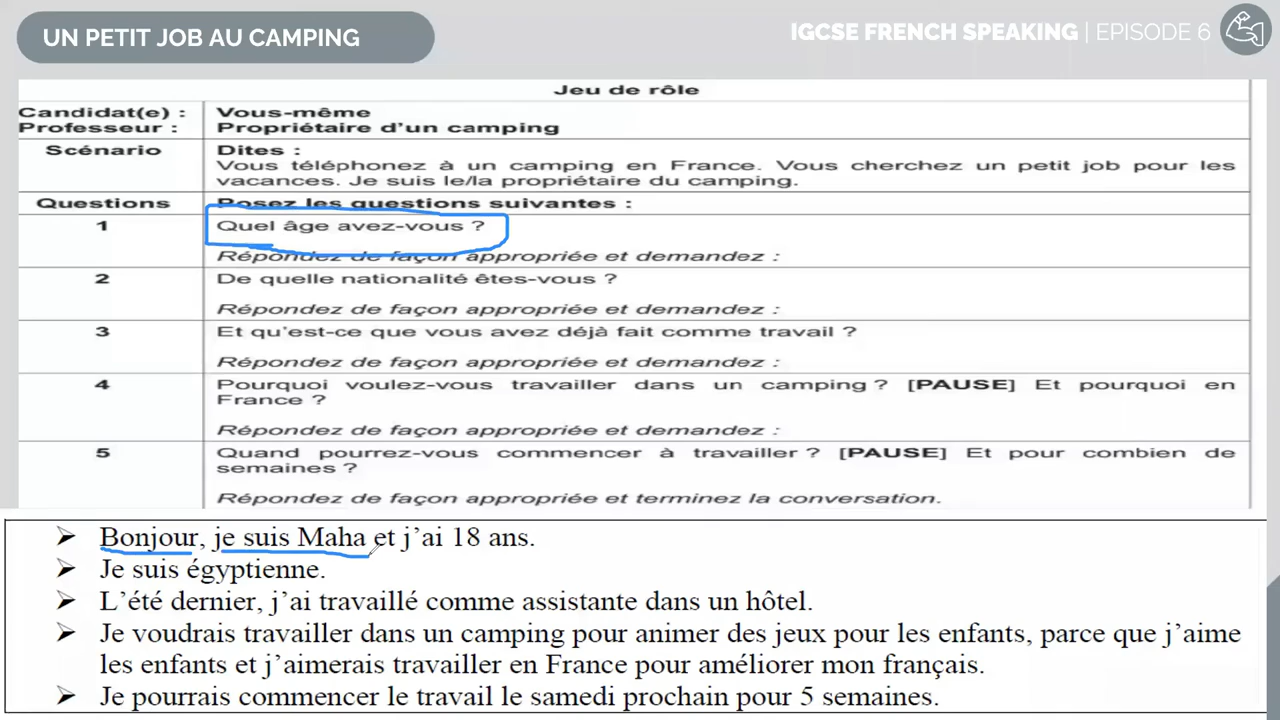 UN PETIT JOB AU CAMPING
IGCSE FRENCH SPEAKING | EPISODE 6
Jeu de rôle
Candidat(e) : Vous-même
Professeur : Propriétaire d'un camping
Scénario Dites :
Vous téléphonez à un camping en France. Vous cherchez un petit job pour les
vacances. Je suis le/la propriétaire du camping.
Questions Posez les questions suivantes :
1 Quel âge avez-vous ?
Répondez de façon appropriée et demandez :
2 De quelle nationalité êtes-vous ?
Répondez de façon appropriée et demandez :
3 Et qu'est-ce que vous avez déjà fait comme travail ?
Répondez de façon appropriée et demandez :
4 Pourquoi voulez-vous travailler dans un camping ? [PAUSE] Et pourquoi en
France ?
Répondez de façon appropriée et demandez :
5 Quand pourrez-vous commencer à travailler ? [PAUSE] Et pour combien de
semaines ?
Répondez de façon appropriée et terminez la conversation.
➢ Bonjour, je suis Maha et j'ai 18 ans.
➢ Je suis égyptienne.
➢ L'été dernier, j'ai travaillé comme assistante dans un hôtel.
➢ Je voudrais travailler dans un camping pour animer des jeux pour les enfants, parce que j'aime
les enfants et j'aimerais travailler en France pour améliorer mon français.
➢ Je pourrais commencer le travail le samedi prochain pour 5 semaines.